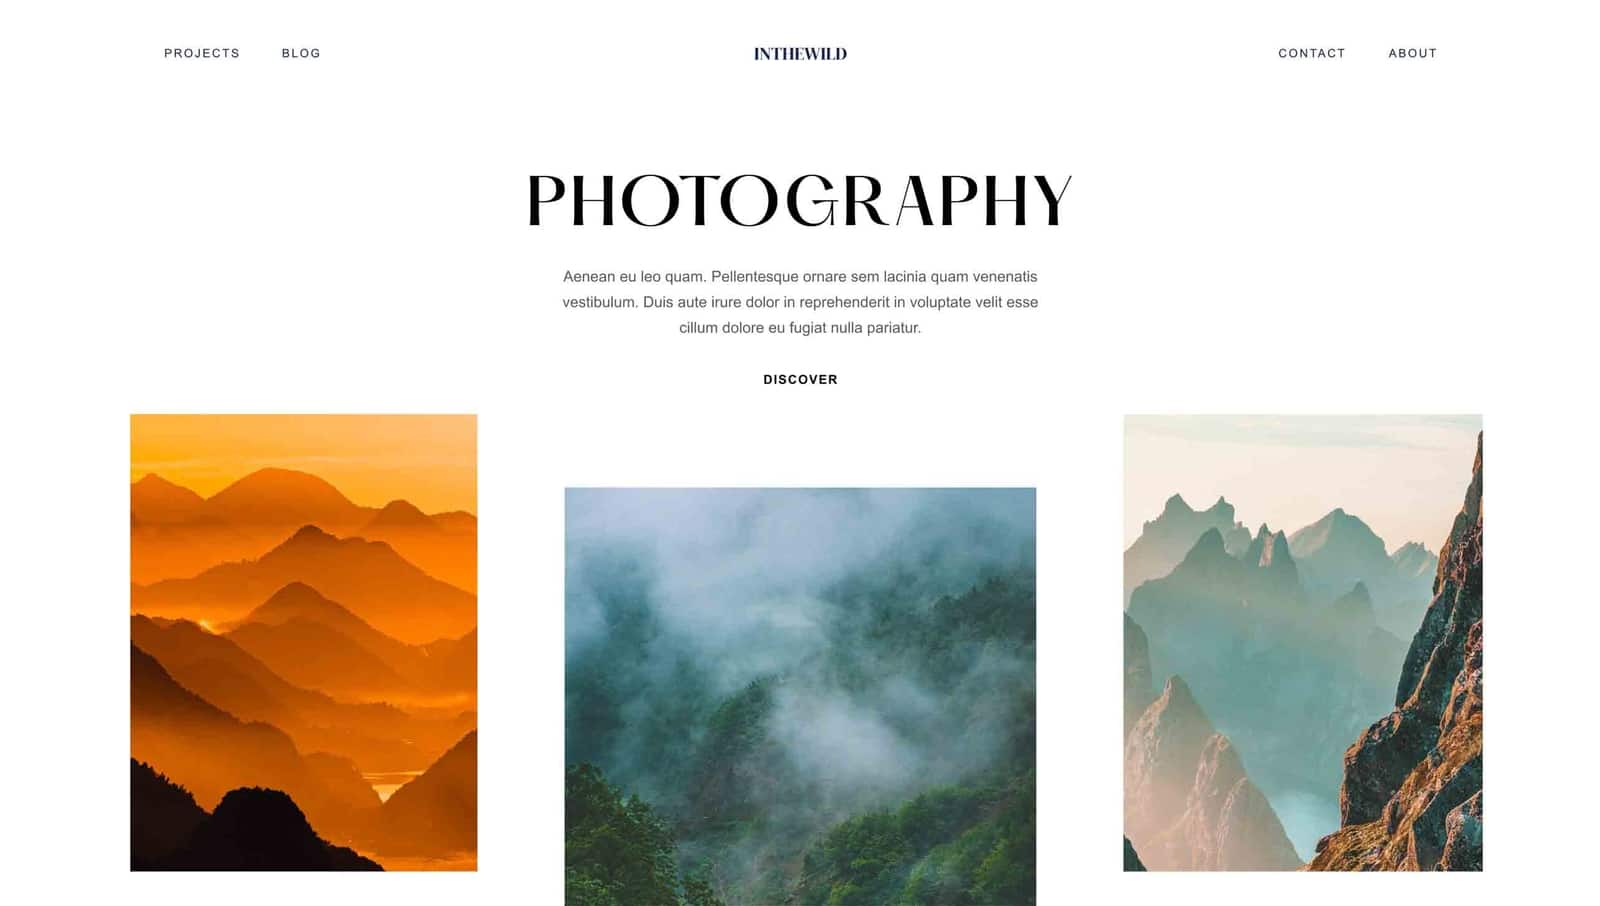 PROJECTS BLOG INTHEWILD CONTACT ABOUT
PHOTOGRAPHY
Aenean eu leo quam. Pellentesque ornare sem lacinia quam venenatis
vestibulum. Duis aute irure dolor in reprehenderit in voluptate velit esse
cillum dolore eu fugiat nulla pariatur.
DISCOVER